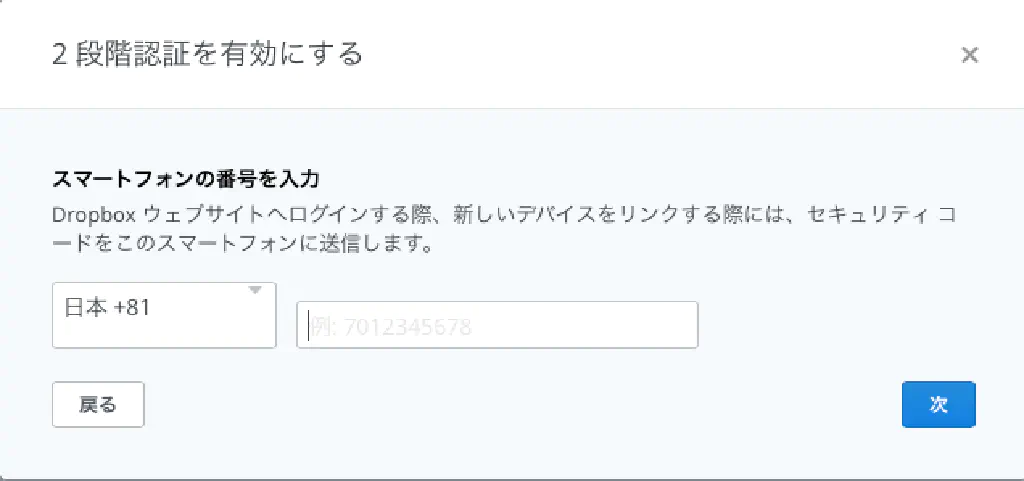 2 段階認証を有効にする
×
スマートフォンの番号を入力
Dropbox ウェブサイトへログインする際、新しいデバイスをリンクする際には、セキュリティ コ
ードをこのスマートフォンに送信します。
日本 +81
例: 7012345678
戻る
次